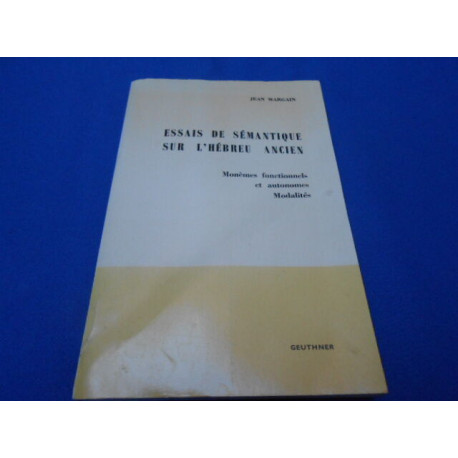 JEAN MARGAIN
ESSAIS DE SÉMANTIQUE
SUR L'HÉBREU ANCIEN
Monèmes fonctionnels
et autonomes
Modalités
GEUTHNER